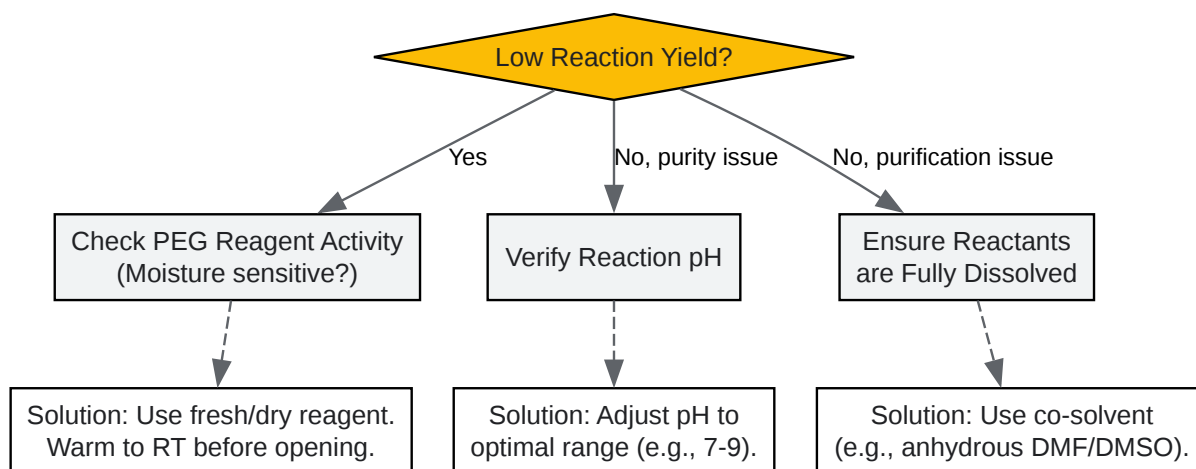 Low Reaction Yield?
Yes
No, purity issue
No, purification issue
Check PEG Reagent Activity
(Moisture sensitive?)
Verify Reaction pH
Ensure Reactants
are Fully Dissolved
Solution: Use fresh/dry reagent.
Warm to RT before opening.
Solution: Adjust pH to
optimal range (e.g., 7-9).
Solution: Use co-solvent
(e.g., anhydrous DMF/DMSO).